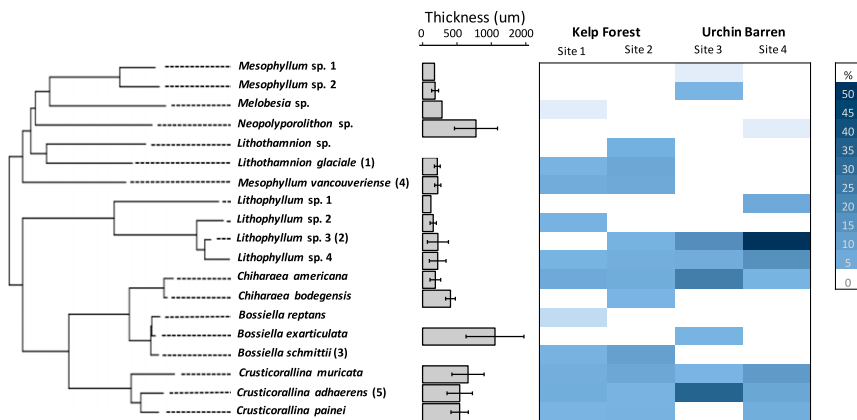 Thickness (um)
0 500 1000 2000
Kelp Forest Urchin Barren
Site 1 Site 2 Site 3 Site 4
Mesophyllum sp. 1
Mesophyllum sp. 2
Melobesia sp.
Neopolyporolithon sp.
Lithothamnion sp.
Lithothamnion glaciale (1)
Mesophyllum vancouveriense (4)
Lithophyllum sp. 1
Lithophyllum sp. 2
Lithophyllum sp. 3 (2)
Lithophyllum sp. 4
Chiharaea americana
Chiharaea bodegensis
Bossiella reptans
Bossiella exarticulata
Bossiella schmittii (3)
Crusticorallina muricata
Crusticorallina adhaerens (5)
Crusticorallina painei
%
50
45
40
35
30
25
20
15
10
5
0